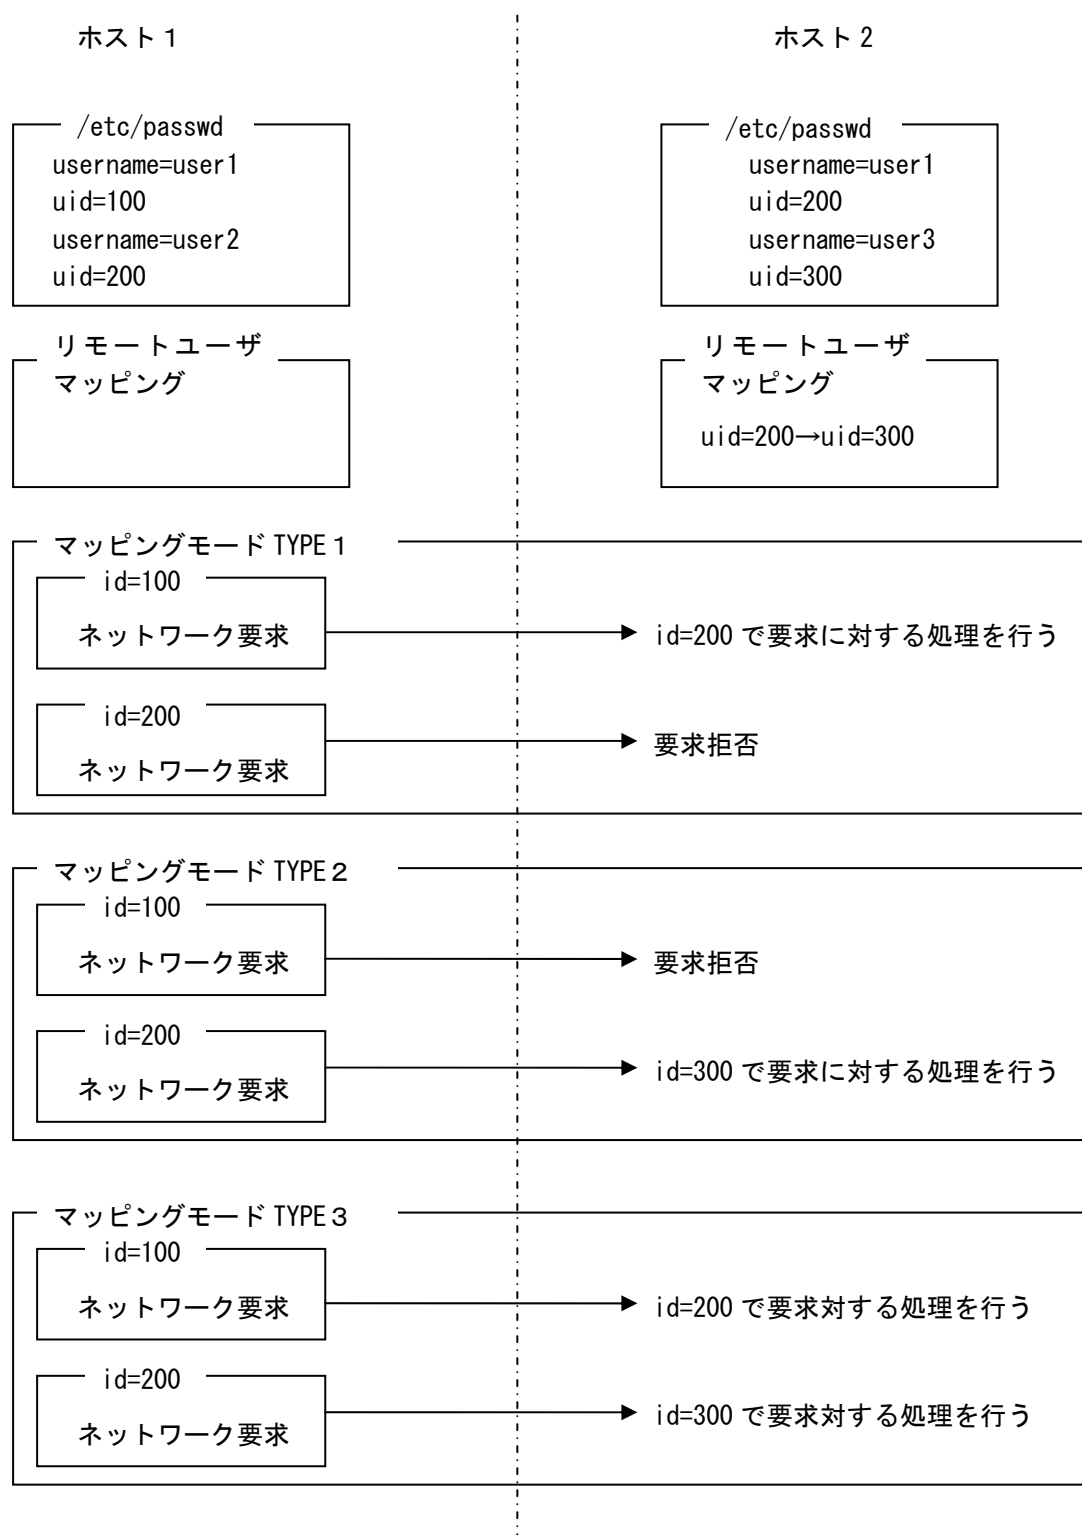 ホスト１
ホスト2
/etc/passwd
username=user1
uid=100
username=user2
uid=200
/etc/passwd
username=user1
uid=200
username=user3
uid=300
リモートユーザ
マッピング
リモートユーザ
マッピング
uid=200→uid=300
マッピングモード TYPE１
id=100
ネットワーク要求
id=200 で要求に対する処理を行う
id=200
ネットワーク要求
要求拒否
マッピングモード TYPE２
id=100
ネットワーク要求
要求拒否
id=200
ネットワーク要求
id=300 で要求に対する処理を行う
マッピングモード TYPE３
id=100
ネットワーク要求
id=200 で要求対する処理を行う
id=200
ネットワーク要求
id=300 で要求対する処理を行う